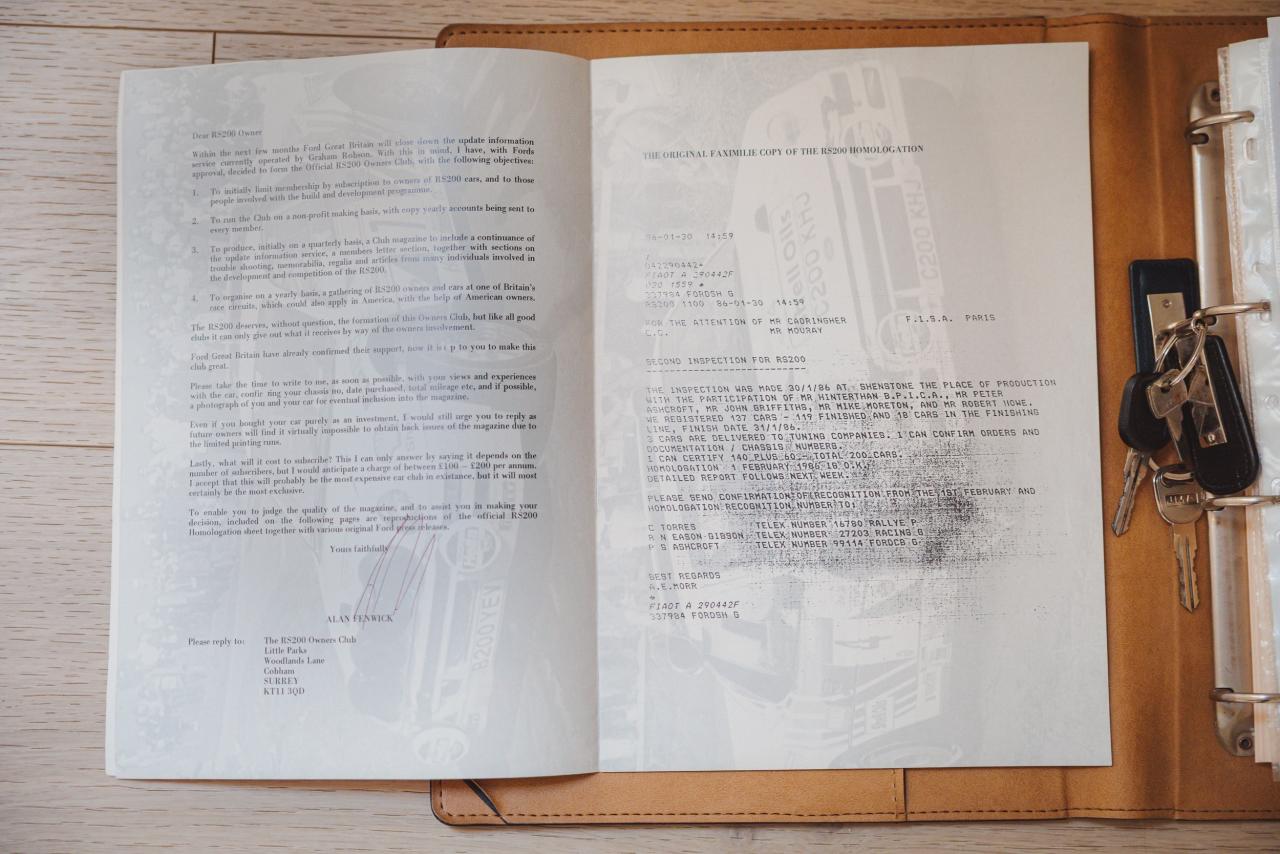 Dear RS200 Owner
Within the next few months Ford Great Britain will close down the update information
service currently operated by Graham Robson. With this in mind, I have, with Fords
approval, decided to form the Official RS200 Owners Club, with the following objectives:
1. To initially limit membership by subscription to owners of RS200 cars, and to those
people involved with the build and development programme.
2. To run the Club on a non-profit making basis, with copy yearly accounts being sent to
every member.
3. To produce, initially on a quarterly basis, a Club magazine to include a continuance of
the update information service, a members letter section, together with sections on
trouble shooting, memorabilia, regalia and articles from many individuals involved in
the development and competition of the RS200.
4. To organise on a yearly basis, a gathering of RS200 owners and cars at one of Britain's
race circuits, which could also apply in America, with the help of American owners.
The RS200 deserves, without question, the formation of this Owners Club, but like all good
clubs it can only give out what it receives by way of the owners involvement.
Ford Great Britain have already confirmed their support, now it is up to you to make this
club great.
Please take the time to write to me, as soon as possible, with your views and experiences
with the car, confirming your chassis no, date purchased, total mileage etc, and if possible,
a photograph of you and your car for eventual inclusion into the magazine.
Even if you bought your car purely as an investment, I would still urge you to reply as
future owners will find it virtually impossible to obtain back issues of the magazine due to
the limited printing runs.
Lastly, what will it cost to subscribe? This I can only answer by saying it depends on the
number of subscribers, but I would anticipate a charge of between £100 – £200 per annum.
I accept that this will probably be the most expensive car club in existance, but it will most
certainly be the most exclusive.
To enable you to judge the quality of the magazine, and to assist you in making your
decision, included on the following pages are reproductions of the official RS200
Homologation sheet together with various original Ford press releases.
Yours faithfully
ALAN FENWICK
Please reply to: The RS200 Owners Club
Little Parks
Woodlands Lane
Cobham
SURREY
KT11 3QD
B200 YEV
THE ORIGINAL FAXIMILIE COPY OF THE RS200 HOMOLOGATION
86-01-30 14:59
042290442+
FIAOT A 290442F
020 1559 +
337984 FORDSH G
RS200 1100 86-01-30 14:59
FOR THE ATTENTION OF MR CADRINGHER F.I.S.A. PARIS
C.C. MR MOURAY
SECOND INSPECTION FOR RS200
THE INSPECTION WAS MADE 30/1/86 AT SHENSTONE THE PLACE OF PRODUCTION
WITH THE PARTICIPATION OF MR HINTERTHAN B.P.I.C.A., MR PETER
ASHCROFT, MR JOHN GRIFFITHS, MR MIKE MORETON, AND MR ROBERT HOWE.
WE REGISTERED 137 CARS - 119 FINISHED AND 18 CARS IN THE FINISHING
LINE, FINISH DATE 31/1/86.
3 CARS ARE DELIVERED TO TUNING COMPANIES. I CAN CONFIRM ORDERS AND
DOCUMENTATION / CHASSIS NUMBERS.
I CAN CERTIFY 140 PLUS 60 - TOTAL 200 CARS.
HOMOLOGATION 1 FEBRUARY 1986 IS O.K.
DETAILED REPORT FOLLOWS NEXT WEEK.
PLEASE SEND CONFIRMATION OF RECOGNITION FROM THE 1ST FEBRUARY AND
HOMOLOGATION RECOGNITION NUMBER TO:
C TORRES TELEX NUMBER 16780 RALLYE P
R N EASON-GIBSON TELEX NUMBER 27203 RACING G
P S ASHCROFT TELEX NUMBER 99114 FORDCB G
BEST REGARDS
A.E.MORR
+
FIAOT A 290442F
337984 FORDSH G